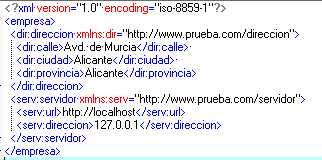 <?xml version="1.0" encoding="iso-8859-1"?>
<empresa>
<dir:direccion xmlns:dir="http://www.prueba.com/direccion">
<dir:calle>Avd. de Murcia</dir:calle>
<dir:ciudad>Alicante</dir:ciudad>
<dir:provincia>Alicante</dir:provincia>
</dir:direccion>
<serv:servidor xmlns:serv="http://www.prueba.com/servidor">
<serv:url>http://localhost</serv:url>
<serv:direccion>127.0.0.1</serv:direccion>
</serv:servidor>
</empresa>